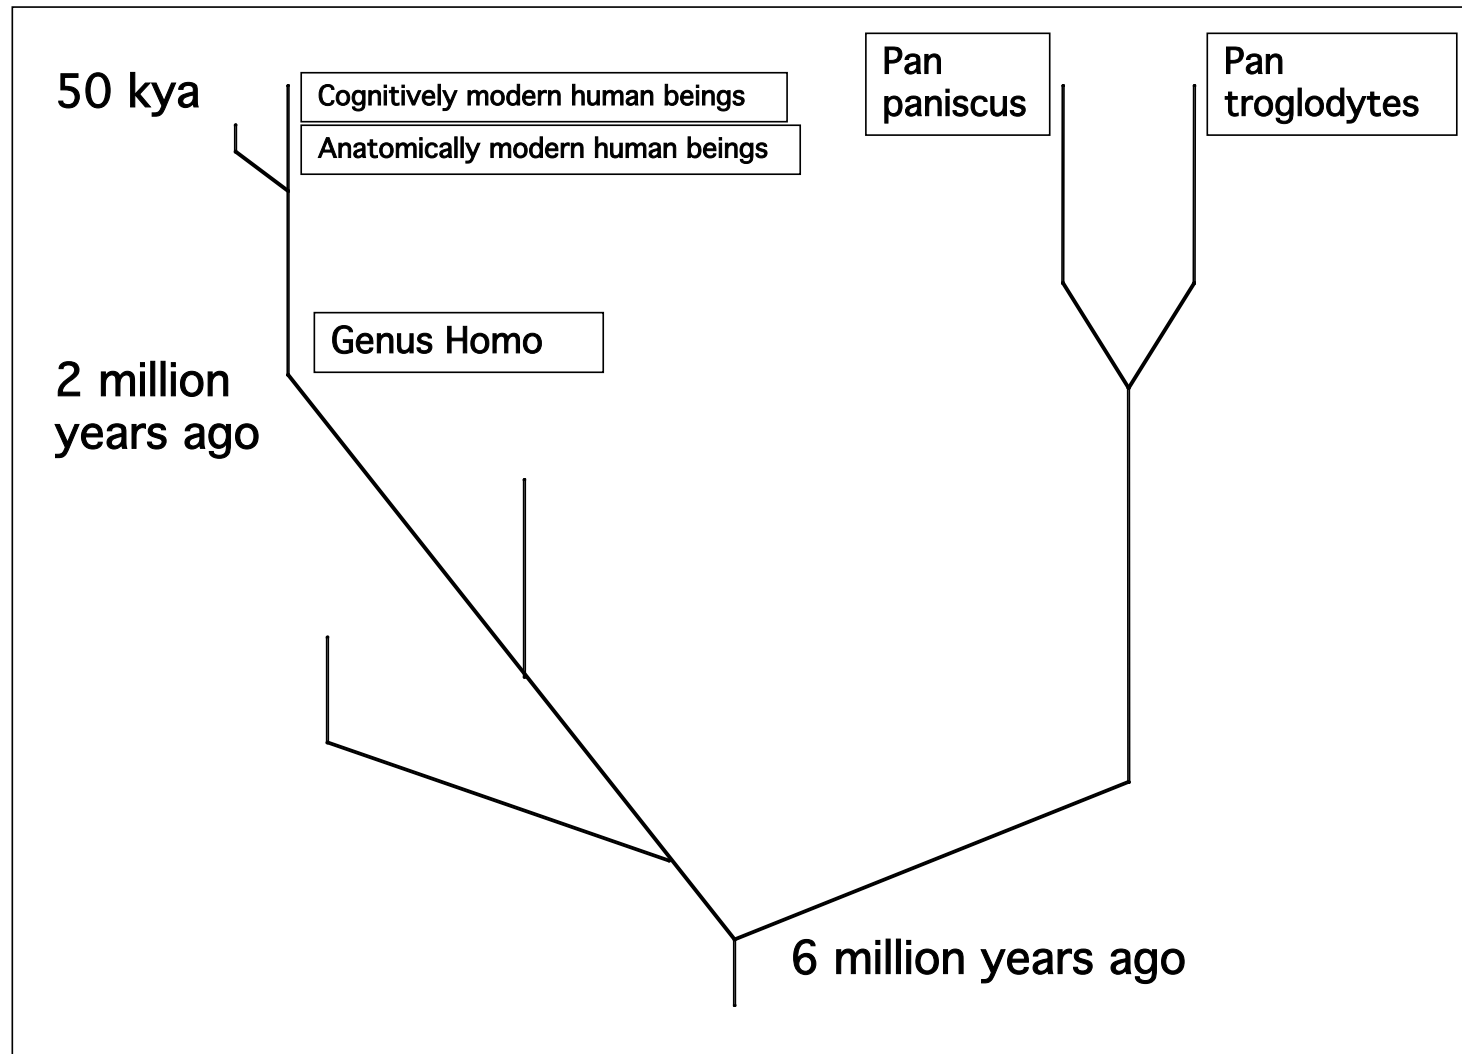 50 kya
Cognitively modern human beings
Anatomically modern human beings
Pan
paniscus
Pan
troglodytes
Genus Homo
2 million
years ago
6 million years ago